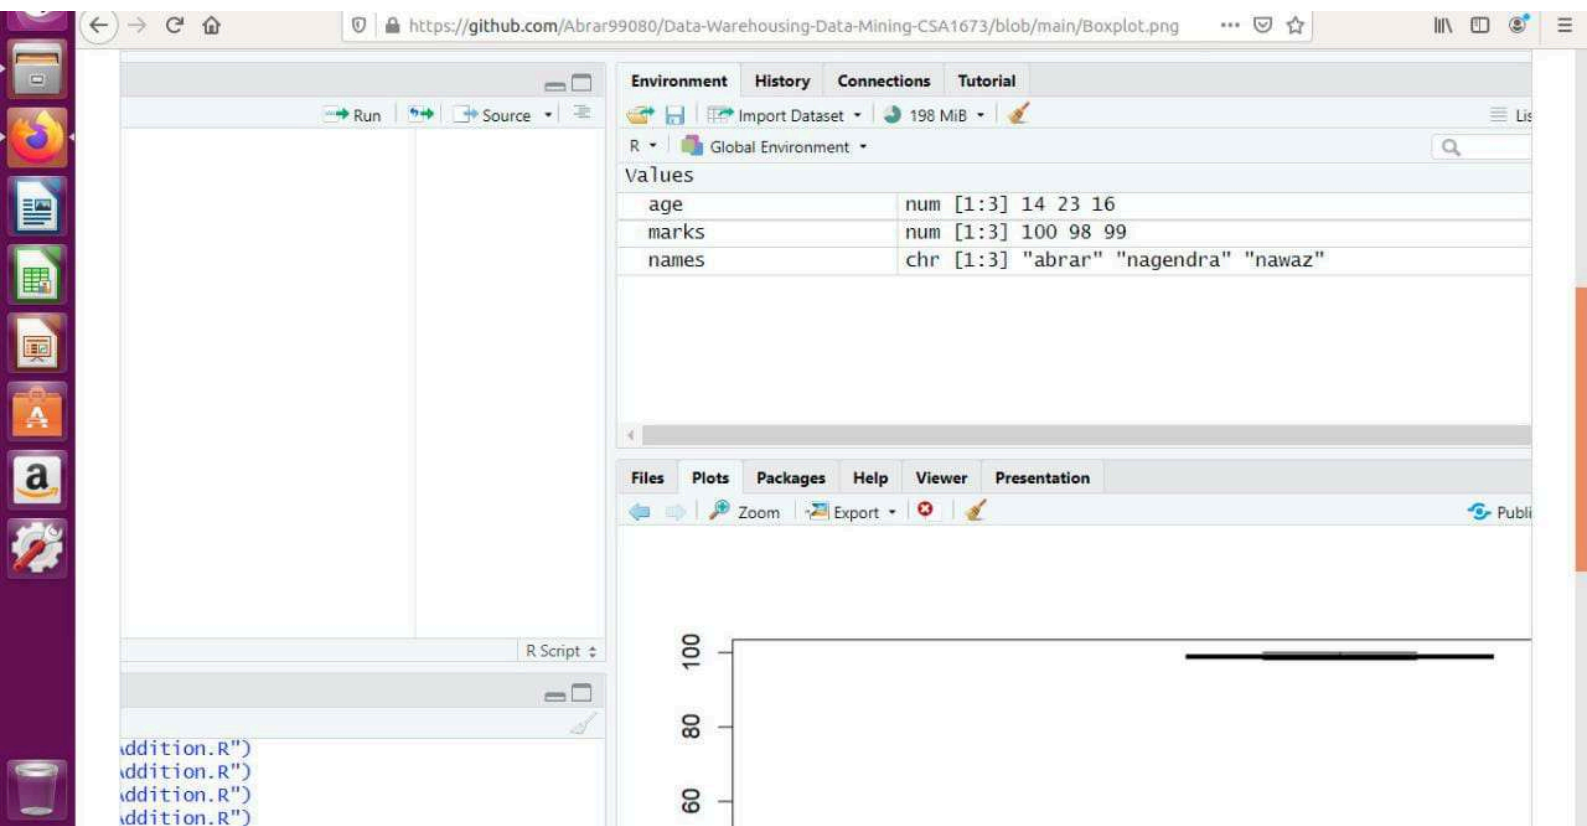 https://github.com/Abrar99080/Data-Warehousing-Data-Mining-CSA1673/blob/main/Boxplot.png
Run Source
R Script
ddition.R")
ddition.R")
ddition.R")
ddition.R")
Environment History Connections Tutorial
Import Dataset 198 MiB Lis
R Global Environment
Values
age num [1:3] 14 23 16
marks num [1:3] 100 98 99
names chr [1:3] "abrar" "nagendra" "nawaz"
Files Plots Packages Help Viewer Presentation
Zoom Export Publi
100
80
60